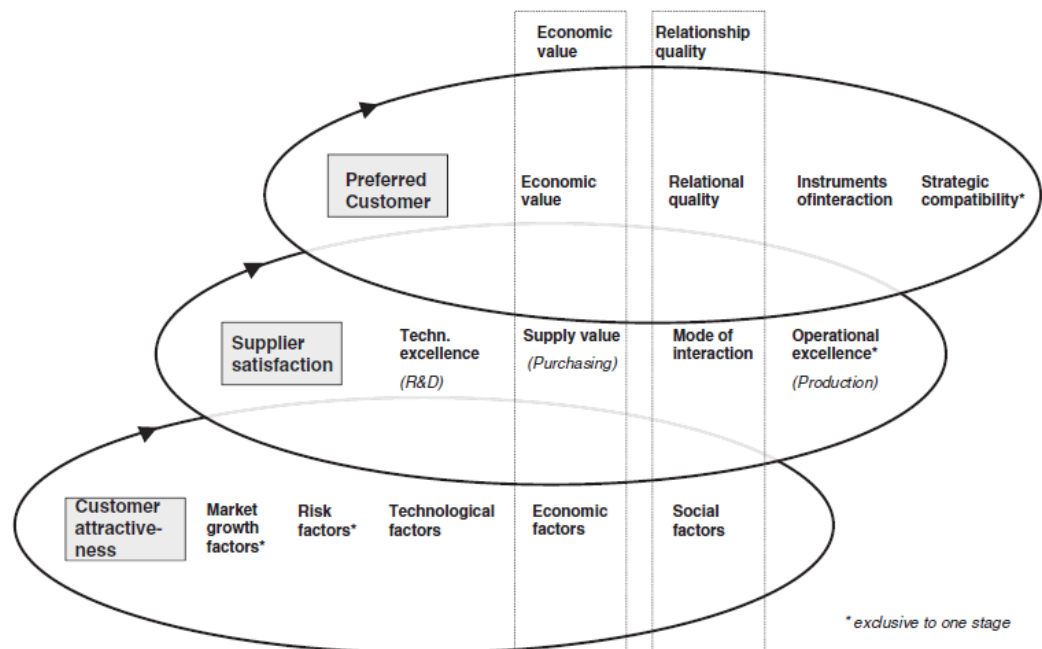 Economic
value
Relationship
quality
Preferred
Customer
Economic
value
Relational
quality
Instruments
ofinteraction
Strategic
compatibility*
Supplier
satisfaction
Techn.
excellence
(R&D)
Supply value
(Purchasing)
Mode of
interaction
Operational
excellence*
(Production)
Customer
attractive-
ness
Market
growth
factors*
Risk
factors*
Technological
factors
Economic
factors
Social
factors
* exclusive to one stage